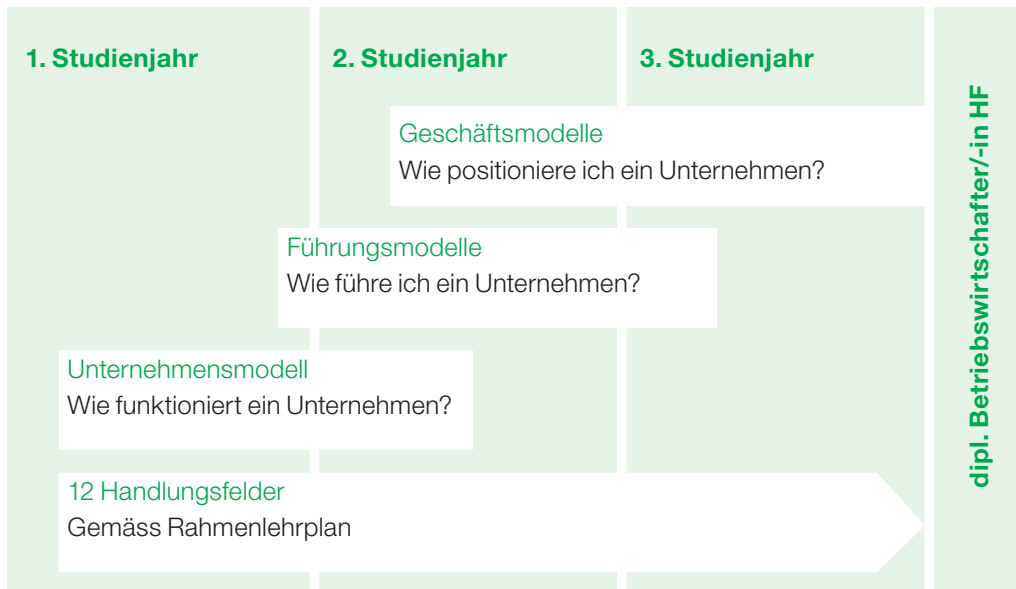 1. Studienjahr
2. Studienjahr
3. Studienjahr
Geschäftsmodelle
Wie positioniere ich ein Unternehmen?
Führungsmodelle
Wie führe ich ein Unternehmen?
Unternehmensmodell
Wie funktioniert ein Unternehmen?
12 Handlungsfelder
Gemäss Rahmenlehrplan
dipl. Betriebswirtschafter/-in HF